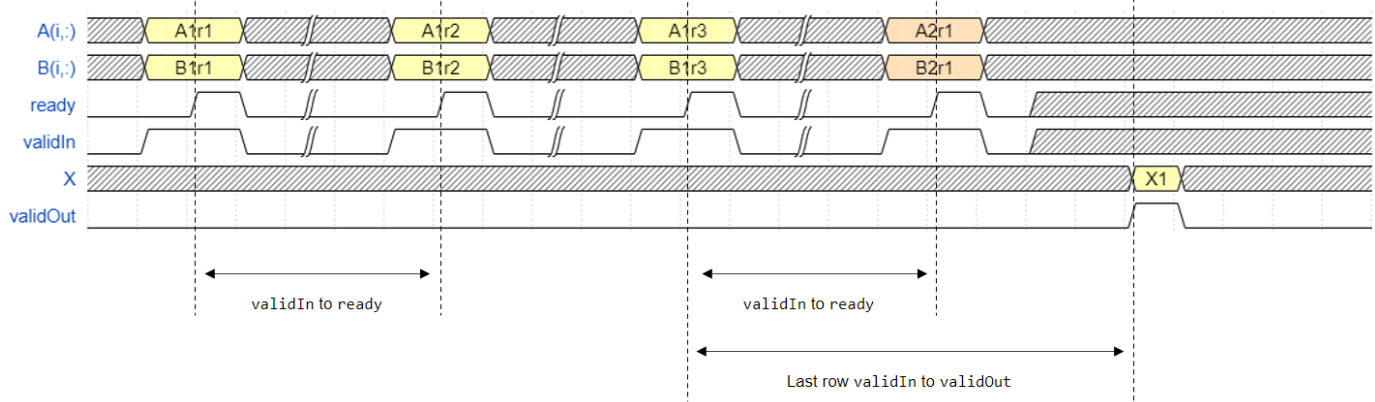 A(i,:) A1r1 A1r2 A1r3 A2r1
B(i,:) B1r1 B1r2 B1r3 B2r1
ready
validIn
X X1
validOut
validIn to ready validIn to ready
Last row validIn to validOut